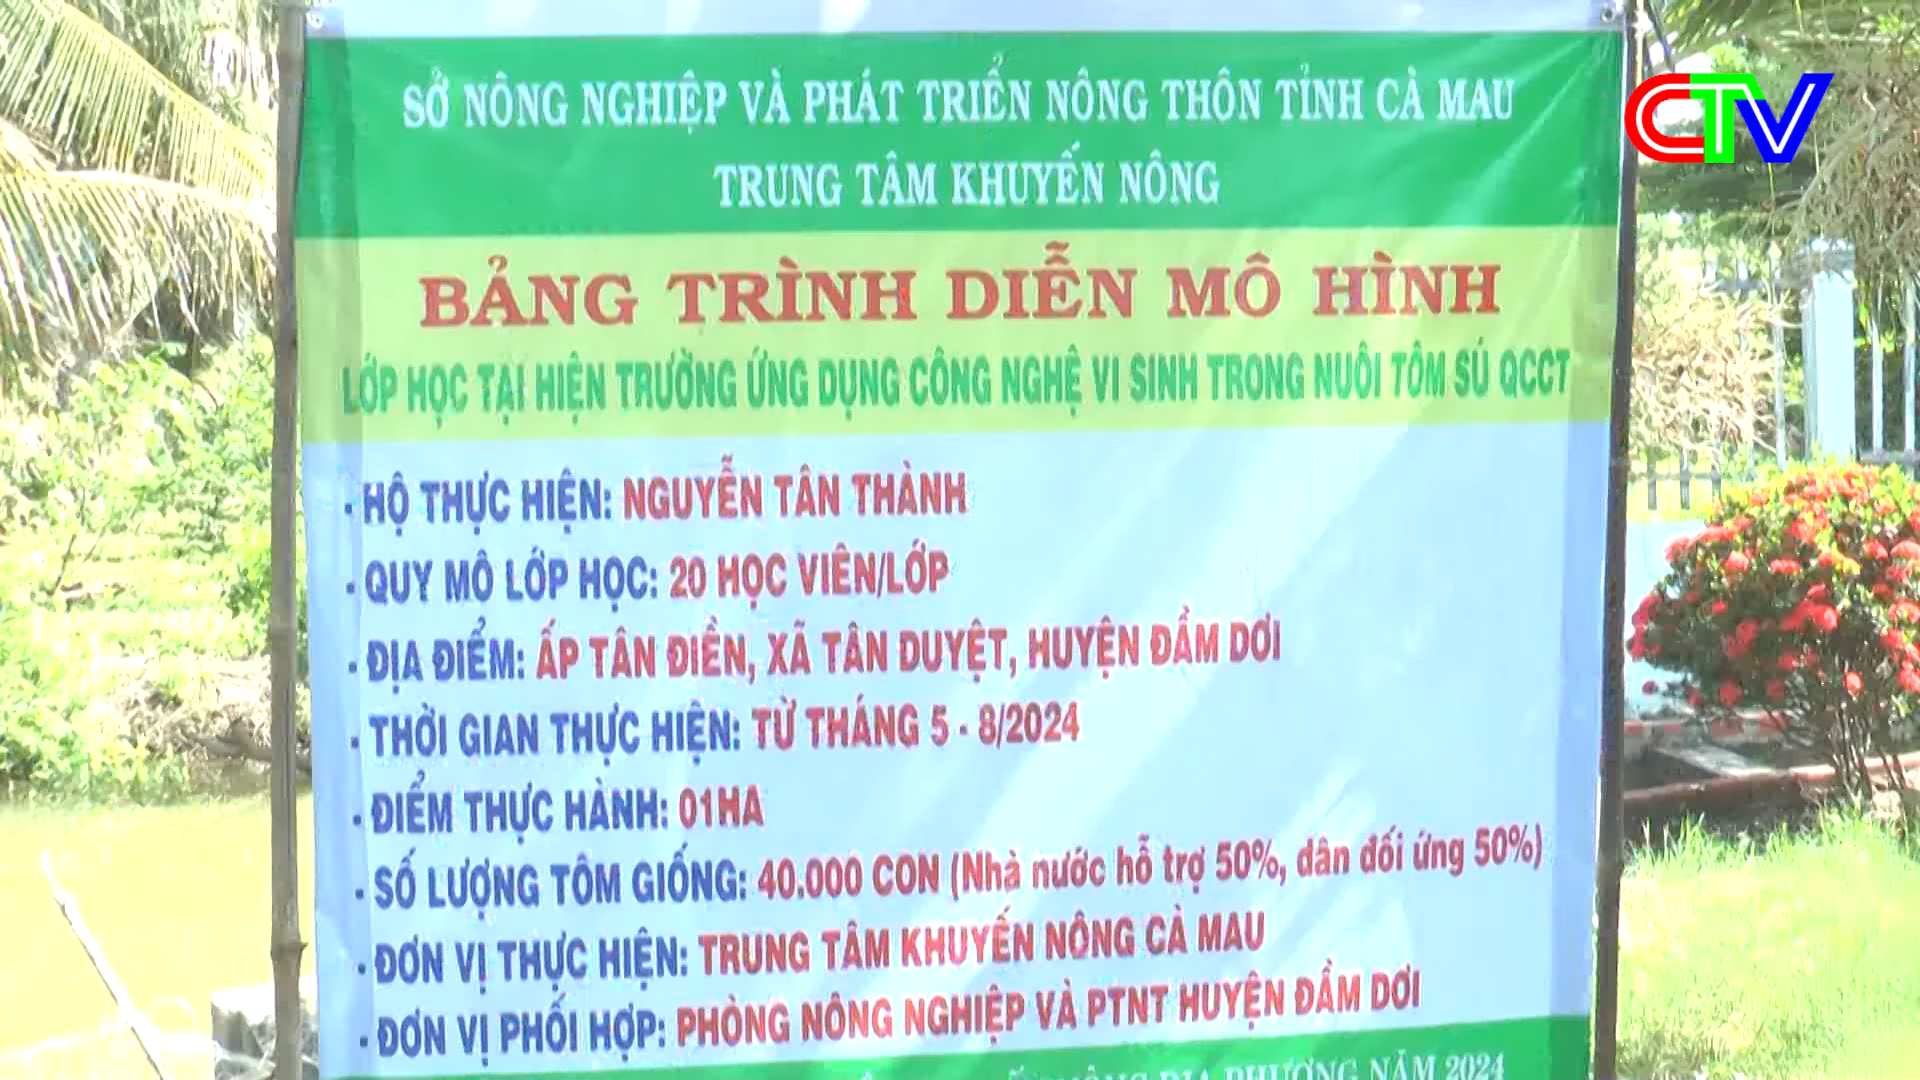 SỞ NÔNG NGHIỆP VÀ PHÁT TRIỂN NÔNG THÔN TỈNH CÀ MAU
CTV
TRUNG TÂM KHUYẾN NÔNG
BẢNG TRÌNH DIỄN MÔ HÌNH
LỚP HỌC TẠI HIỆN TRƯỜNG ỨNG DỤNG CÔNG NGHỆ VI SINH TRONG NUÔI TÔM SÚ QCCT
- HỘ THỰC HIỆN: NGUYỄN TÂN THÀNH
- QUY MÔ LỚP HỌC: 20 HỌC VIÊN/LỚP
- ĐỊA ĐIỂM: ẤP TÂN ĐIỀN, XÃ TÂN DUYỆT, HUYỆN ĐẦM DƠI
- THỜI GIAN THỰC HIỆN: TỪ THÁNG 5 - 8/2024
- ĐIỂM THỰC HÀNH: 01HA
- SỐ LƯỢNG TÔM GIỐNG: 40.000 CON (Nhà nước hỗ trợ 50%, dân đối ứng 50%)
- ĐƠN VỊ THỰC HIỆN: TRUNG TÂM KHUYẾN NÔNG CÀ MAU
- ĐƠN VỊ PHỐI HỢP: PHÒNG NÔNG NGHIỆP VÀ PTNT HUYỆN ĐẦM DƠI
ĐỊA PHƯƠNG NĂM 2024